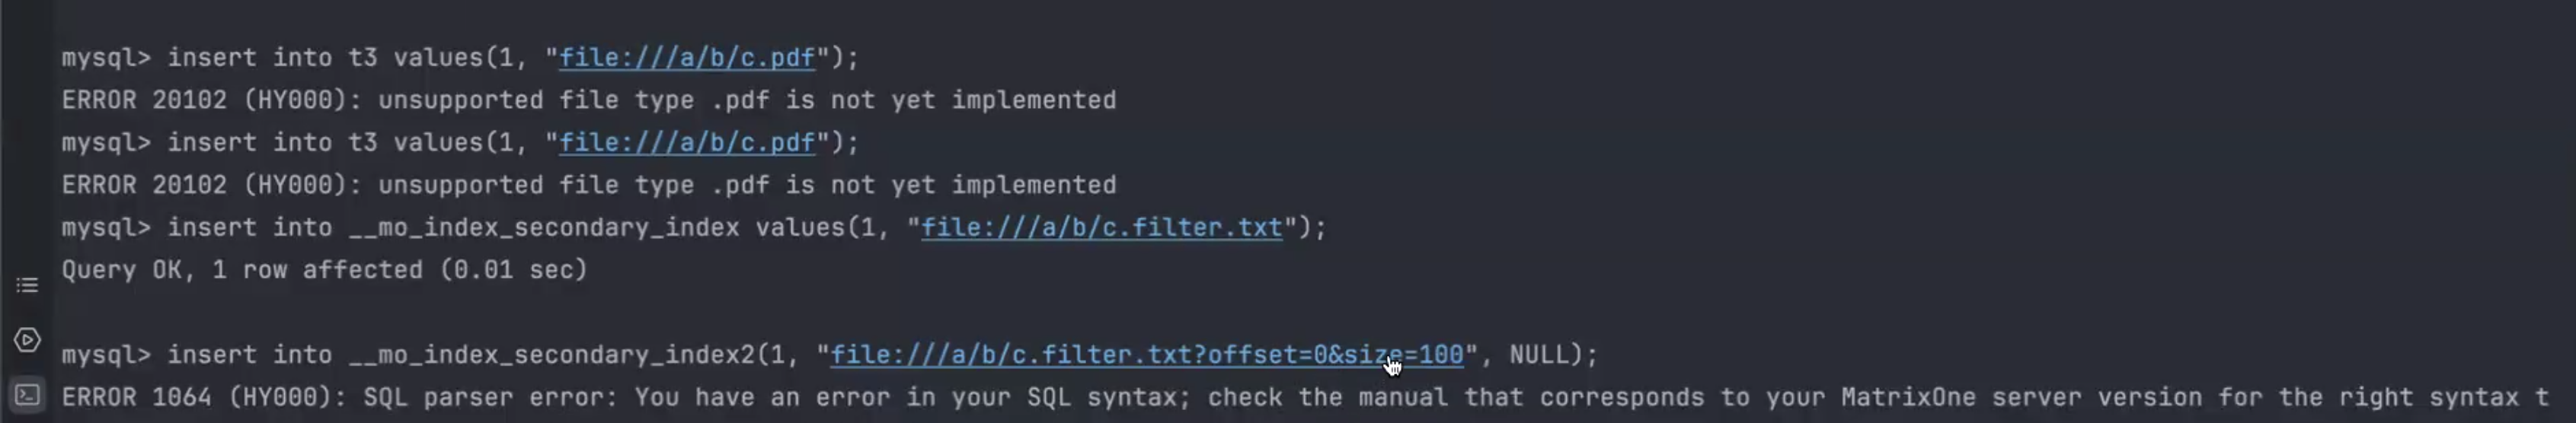 mysql> insert into t3 values(1, "file:///a/b/c.pdf");
ERROR 20102 (HY000): unsupported file type .pdf is not yet implemented
mysql> insert into t3 values(1, "file:///a/b/c.pdf");
ERROR 20102 (HY000): unsupported file type .pdf is not yet implemented
mysql> insert into __mo_index_secondary_index values(1, "file:///a/b/c.filter.txt");
Query OK, 1 row affected (0.01 sec)
mysql> insert into __mo_index_secondary_index2(1, "file:///a/b/c.filter.txt?offset=0&size=100", NULL);
ERROR 1064 (HY000): SQL parser error: You have an error in your SQL syntax; check the manual that corresponds to your MatrixOne server version for the right syntax t